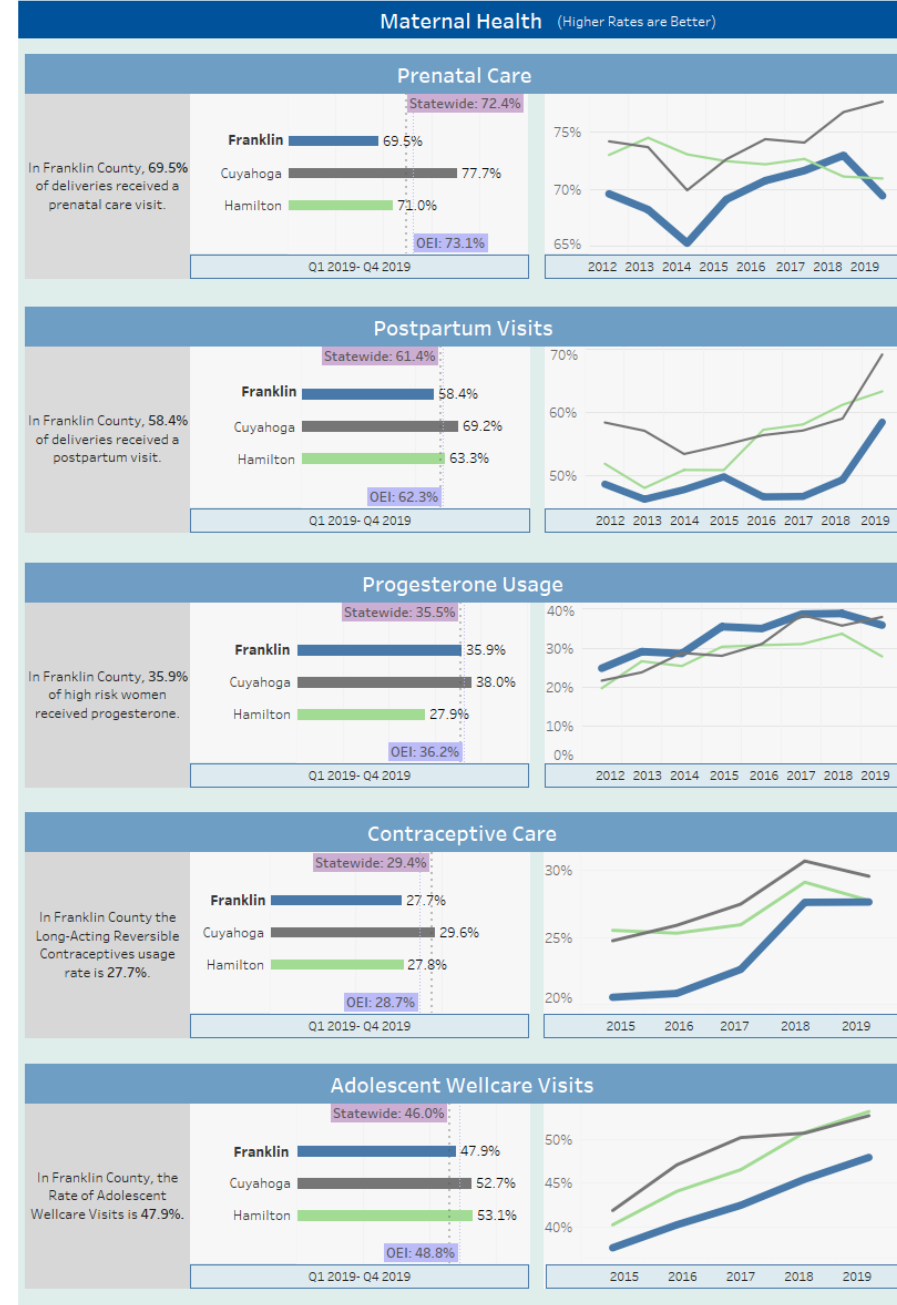 Maternal Health (Higher Rates are Better)
Prenatal Care
In Franklin County, 69.5%
of deliveries received a
prenatal care visit.
Statewide: 72.4%
Franklin 69.5%
Cuyahoga 77.7%
Hamilton 71.0%
OEI: 73.1%
Q1 2019- Q4 2019
75%
70%
65%
2012 2013 2014 2015 2016 2017 2018 2019
Postpartum Visits
In Franklin County, 58.4%
of deliveries received a
postpartum visit.
Statewide: 61.4%
Franklin 58.4%
Cuyahoga 69.2%
Hamilton 63.3%
OEI: 62.3%
Q1 2019- Q4 2019
70%
60%
50%
2012 2013 2014 2015 2016 2017 2018 2019
Progesterone Usage
In Franklin County, 35.9%
of high risk women
received progesterone.
Statewide: 35.5%
Franklin 35.9%
Cuyahoga 38.0%
Hamilton 27.9%
OEI: 36.2%
Q1 2019- Q4 2019
40%
30%
20%
10%
0%
2012 2013 2014 2015 2016 2017 2018 2019
Contraceptive Care
In Franklin County the
Long-Acting Reversible
Contraceptives usage
rate is 27.7%.
Statewide: 29.4%
Franklin 27.7%
Cuyahoga 29.6%
Hamilton 27.8%
OEI: 28.7%
Q1 2019- Q4 2019
30%
25%
20%
2015 2016 2017 2018 2019
Adolescent Wellcare Visits
In Franklin County, the
Rate of Adolescent
Wellcare Visits is 47.9%.
Statewide: 46.0%
Franklin 47.9%
Cuyahoga 52.7%
Hamilton 53.1%
OEI: 48.8%
Q1 2019- Q4 2019
50%
45%
40%
2015 2016 2017 2018 2019